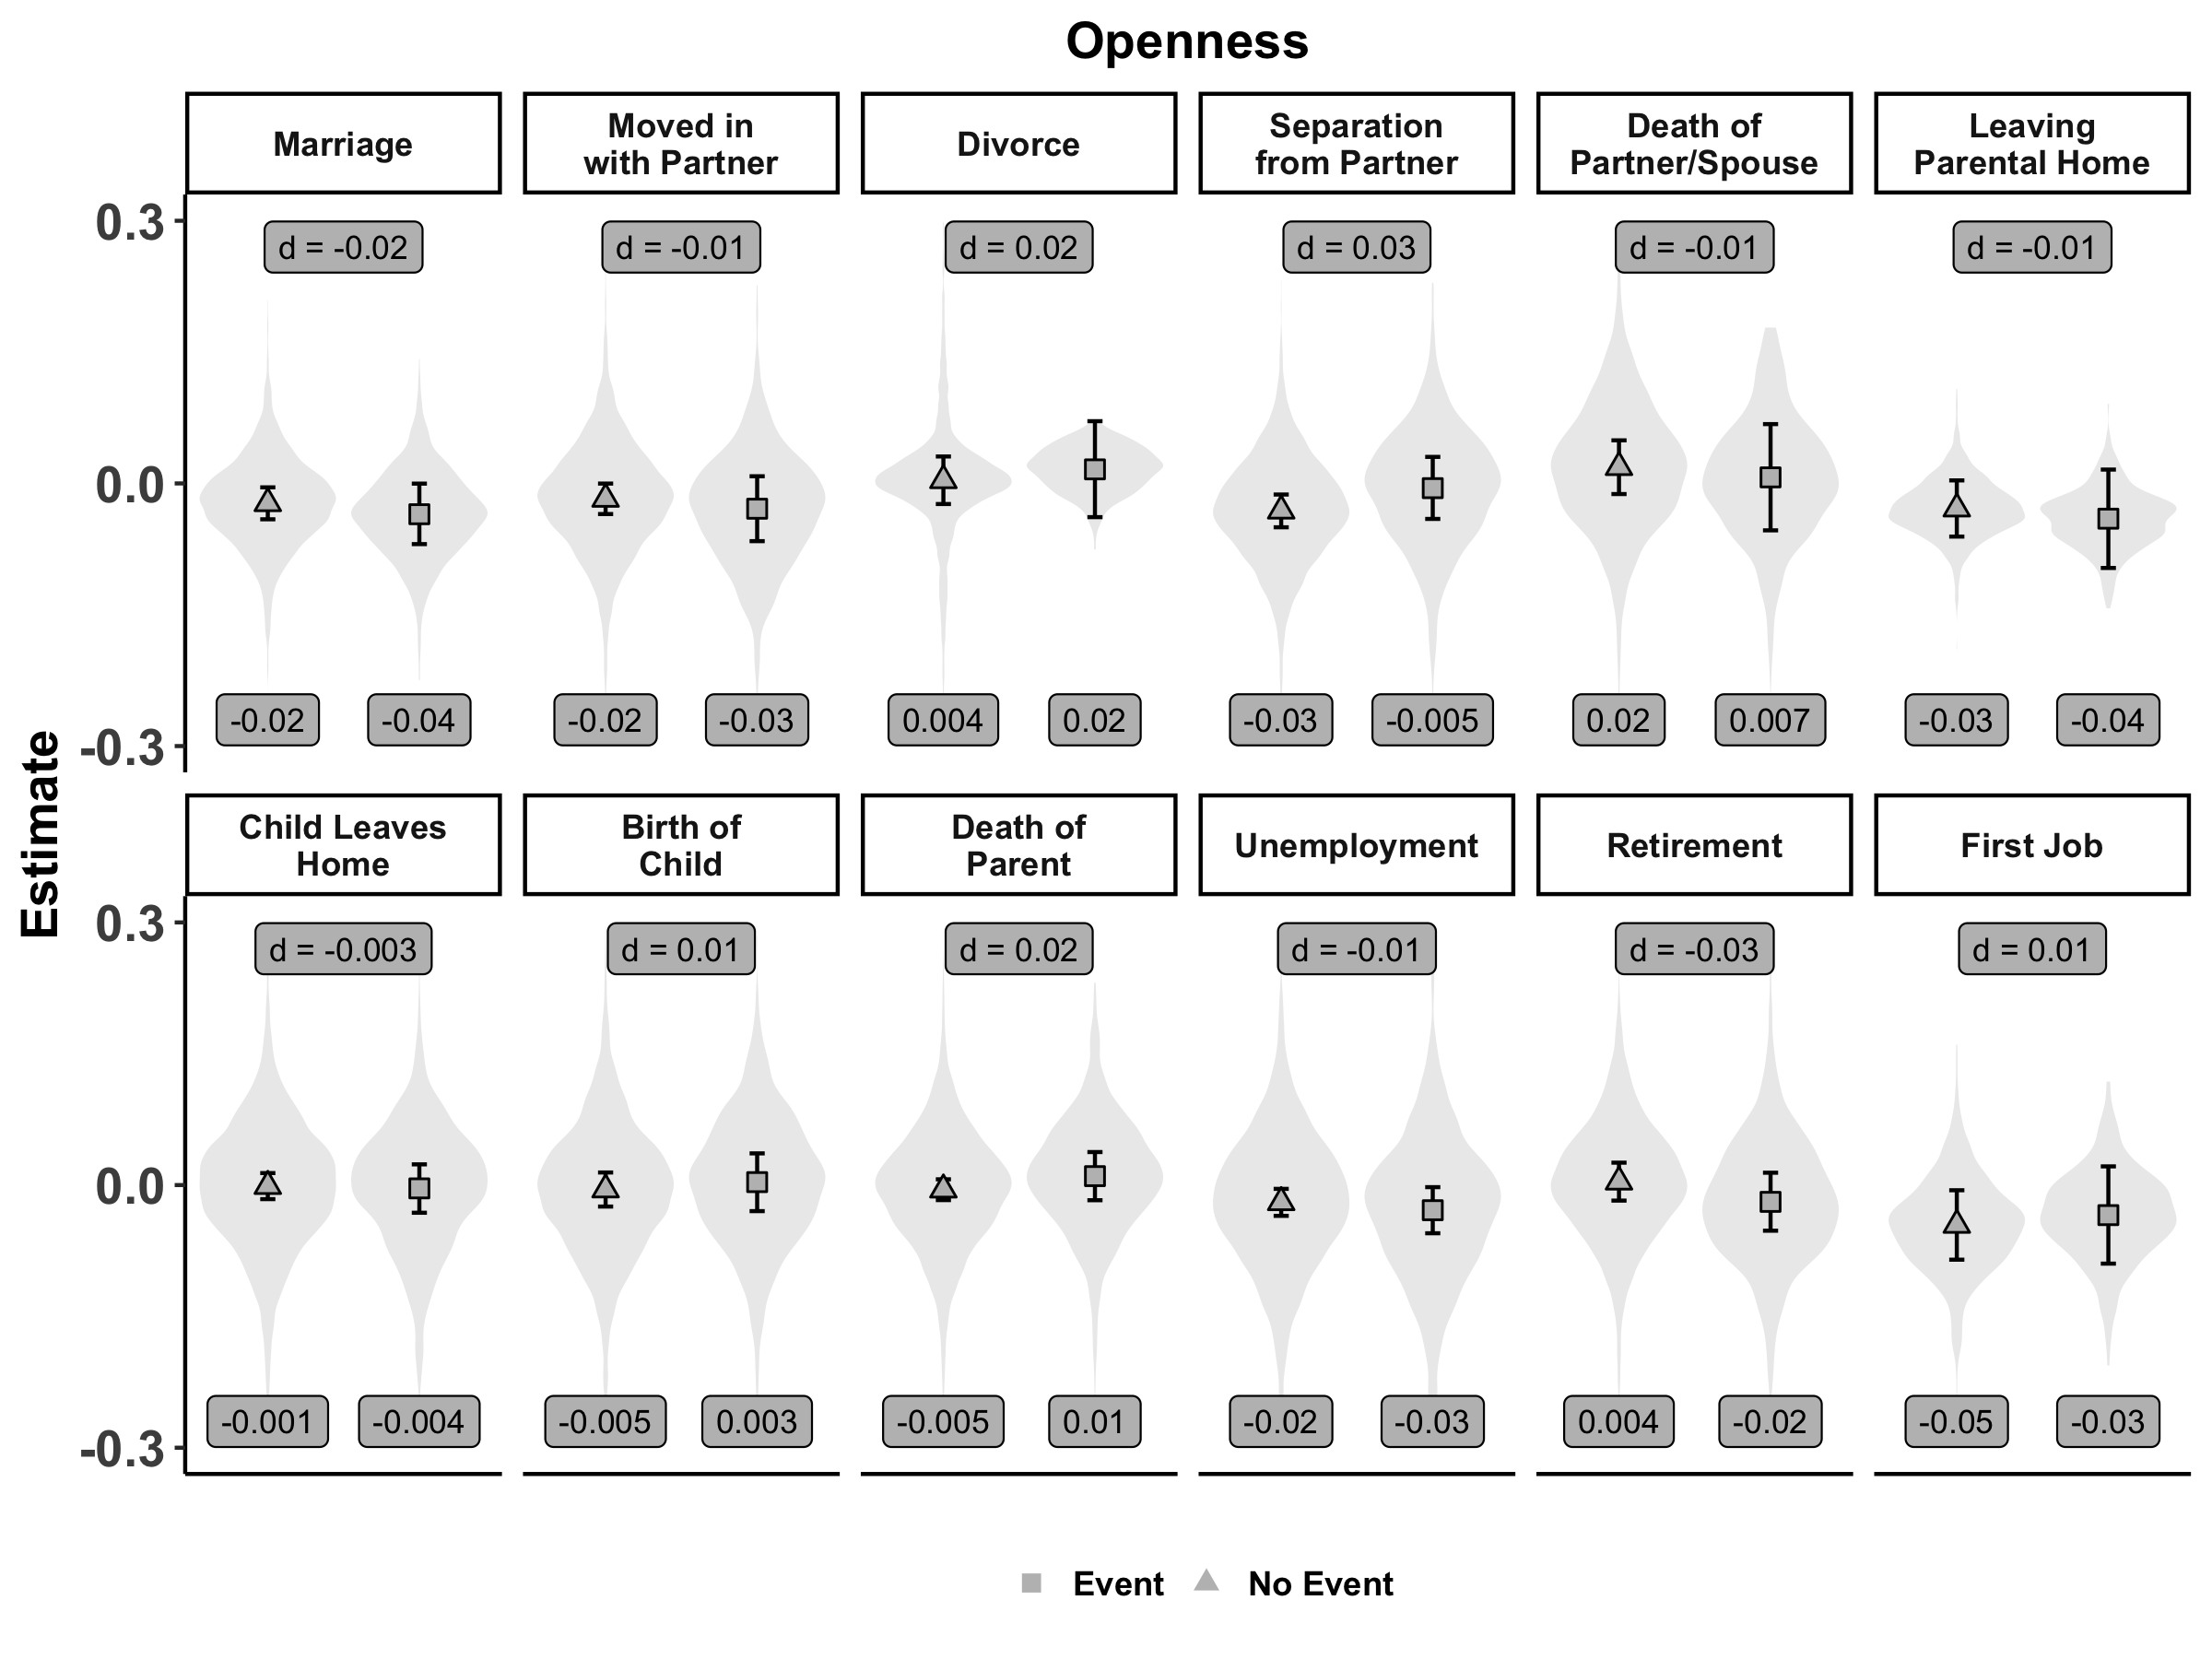 Openness
Marriage
Moved in
with Partner
Divorce
Separation
from Partner
Death of
Partner/Spouse
Leaving
Parental Home
0.3
d = -0.02
d = -0.01
d = 0.02
d = 0.03
d = -0.01
d = -0.01
0.0
-0.02
-0.04
-0.02
-0.03
0.004
0.02
-0.03
-0.005
0.02
0.007
-0.03
-0.04
-0.3
Estimate
Child Leaves
Home
Birth of
Child
Death of
Parent
Unemployment
Retirement
First Job
0.3
d = -0.003
d = 0.01
d = 0.02
d = -0.01
d = -0.03
d = 0.01
0.0
-0.001
-0.004
-0.005
0.003
-0.005
0.01
-0.02
-0.03
0.004
-0.02
-0.05
-0.03
-0.3
Event
No Event